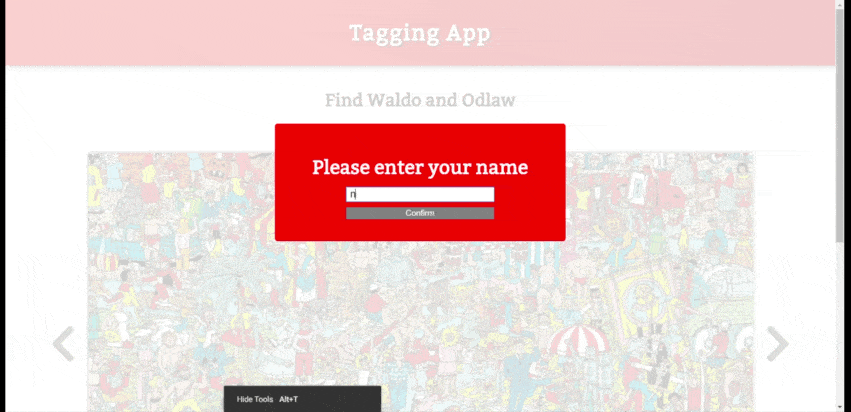 Tagging App
Find Waldo and Odlaw
Please enter your name
n
Confirm
Hide Tools Alt+T